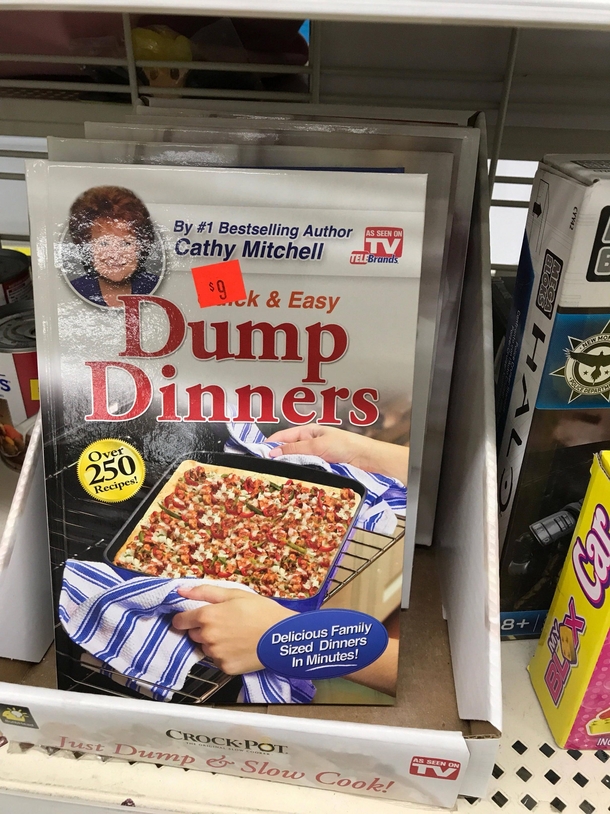 By #1 Bestselling Author
Cathy Mitchell
AS SEEN ON
TV
TELEBrands
$9
& Easy
Dump
Dinners
Over
250
Recipes!
Delicious Family
Sized Dinners
In Minutes!
CROCK·POT
Just Dump & Slow Cook!
AS SEEN ON
TV
HALO
8+
MY